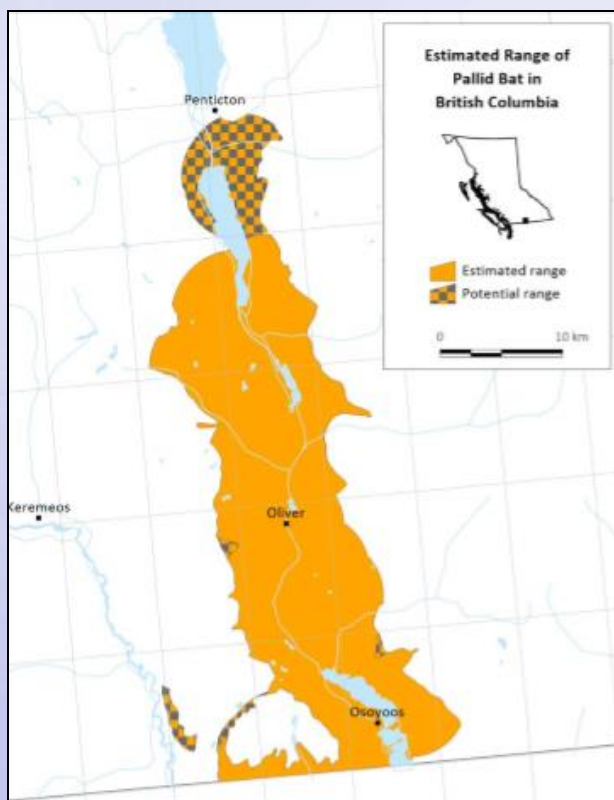 Estimated Range of
Pallid Bat in
British Columbia
Estimated range
Potential range
0 10 km
Penticton
Keremeos
Oliver
Osoyoos